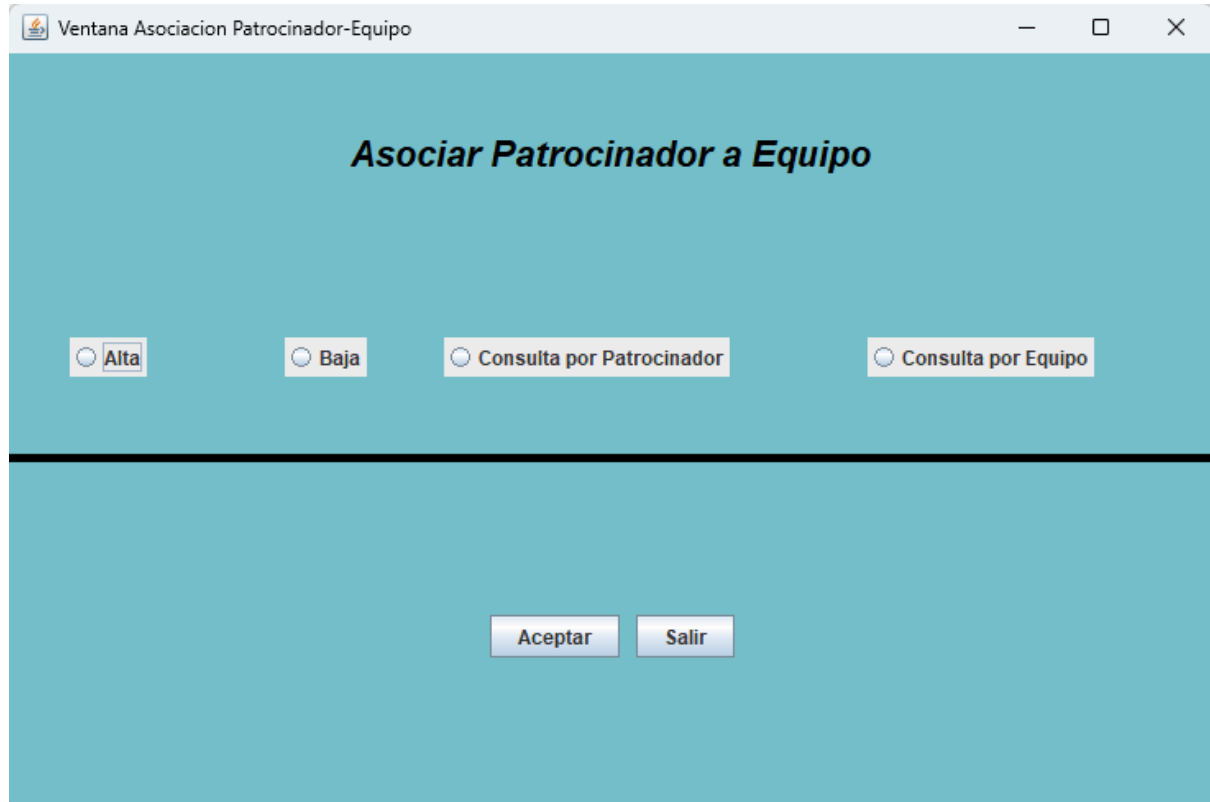 Ventana Asociacion Patrocinador-Equipo
Asociar Patrocinador a Equipo
Alta Baja Consulta por Patrocinador Consulta por Equipo
Aceptar Salir